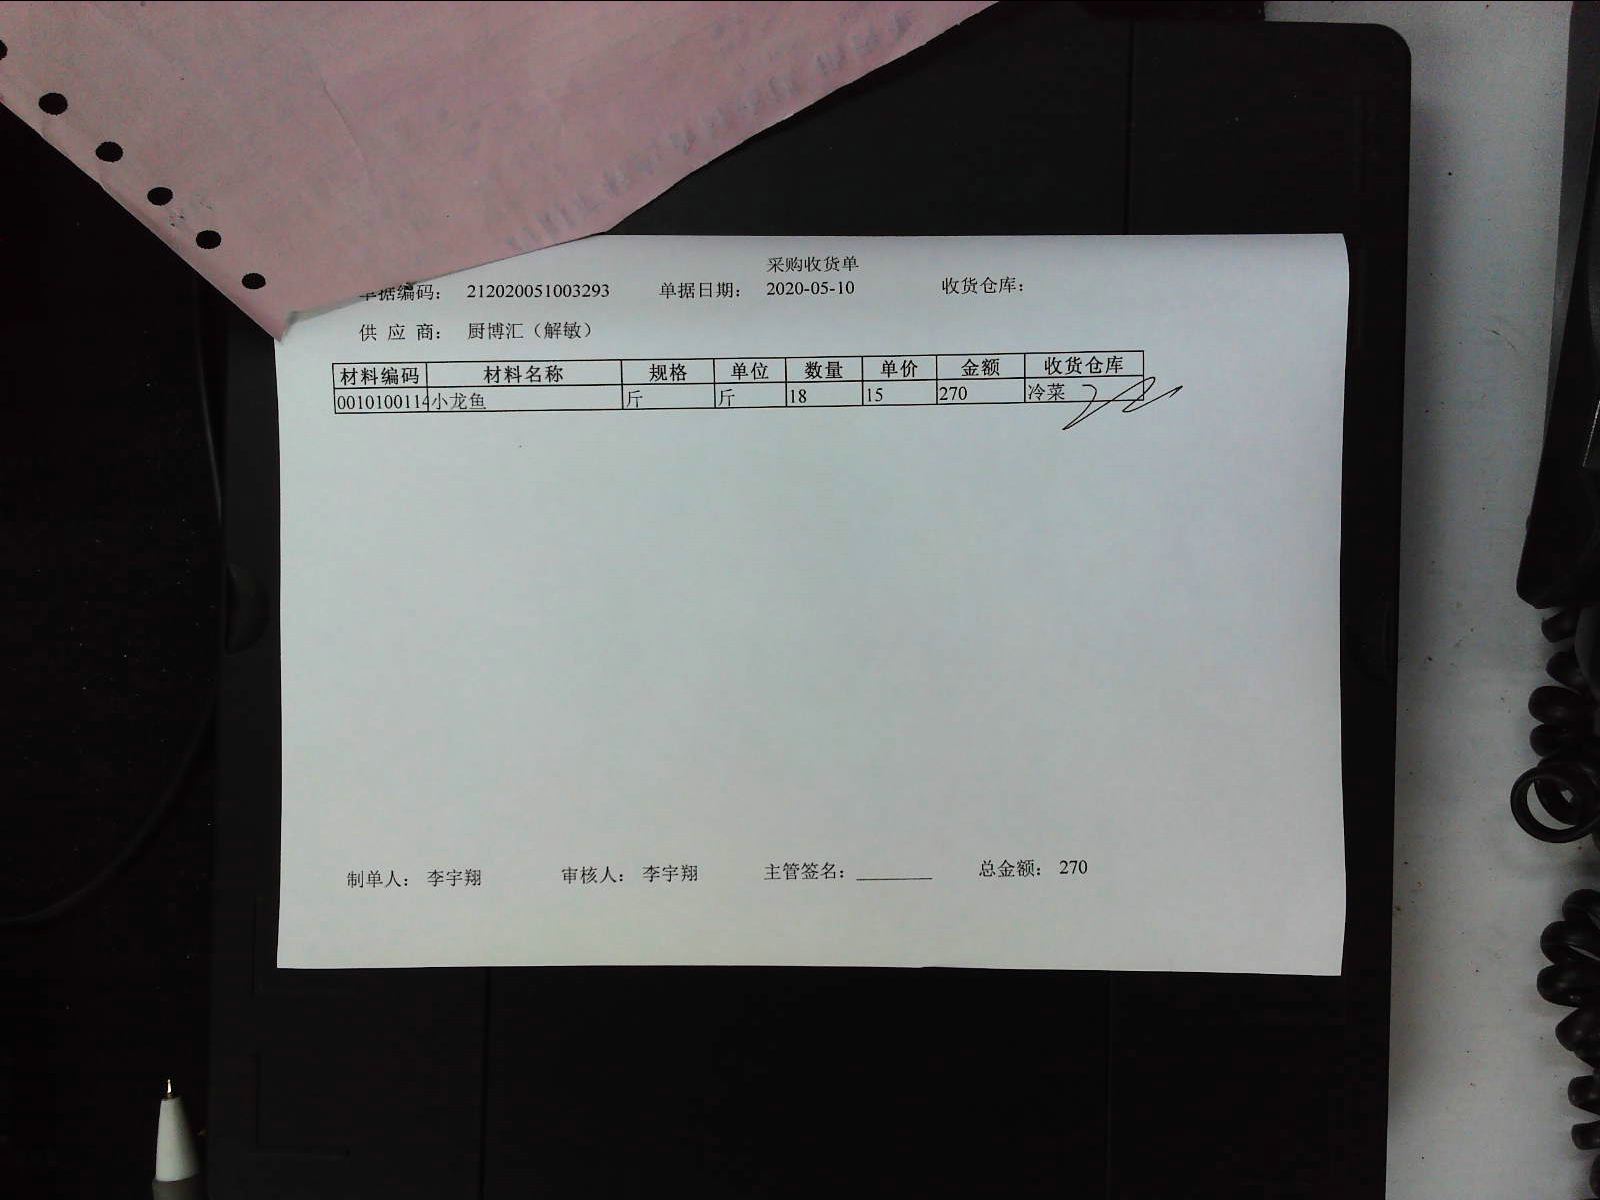 采购收货单
单据编码： 212020051003293 单据日期： 2020-05-10 收货仓库：
供 应 商： 厨博汇（解敏）
材料编码 材料名称 规格 单位 数量 单价 金额 收货仓库
0010100114 小龙鱼 斤 斤 18 15 270 冷菜
制单人： 李宇翔 审核人： 李宇翔 主管签名：________ 总金额： 270